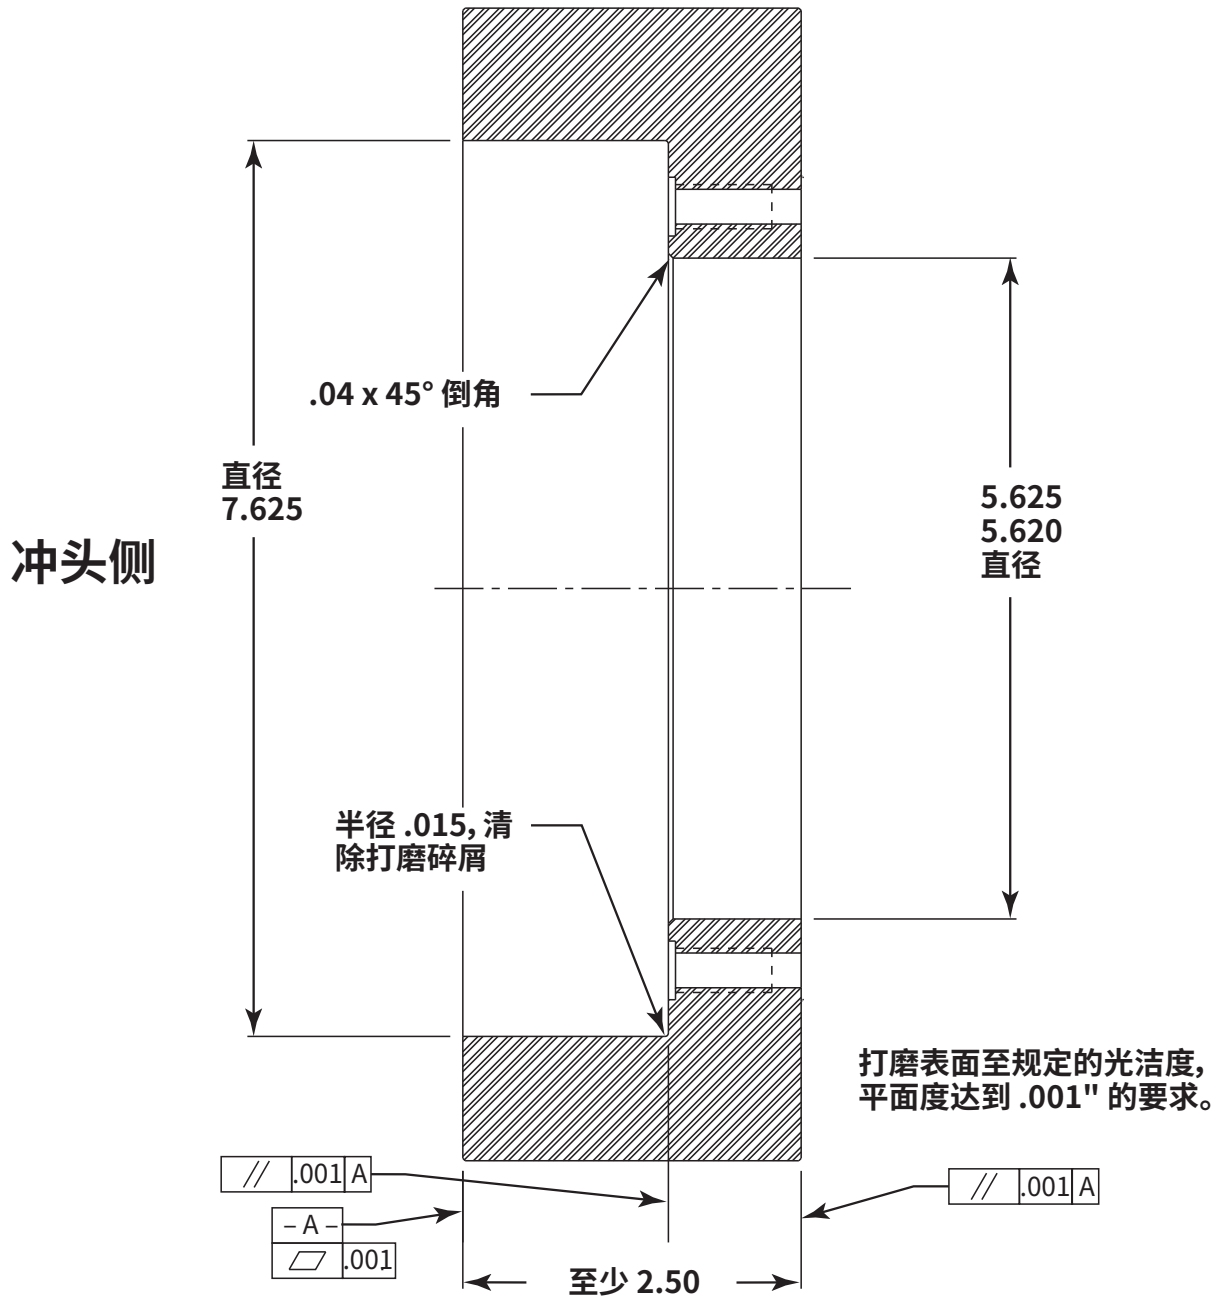 .04 x 45° 倒角
直径
7.625
5.625
5.620
直径
冲头侧
半径 .015, 清
除打磨碎屑
打磨表面至规定的光洁度,
平面度达到 .001" 的要求。
// .001 A
// .001 A
– A –
⏥ .001
至少 2.50